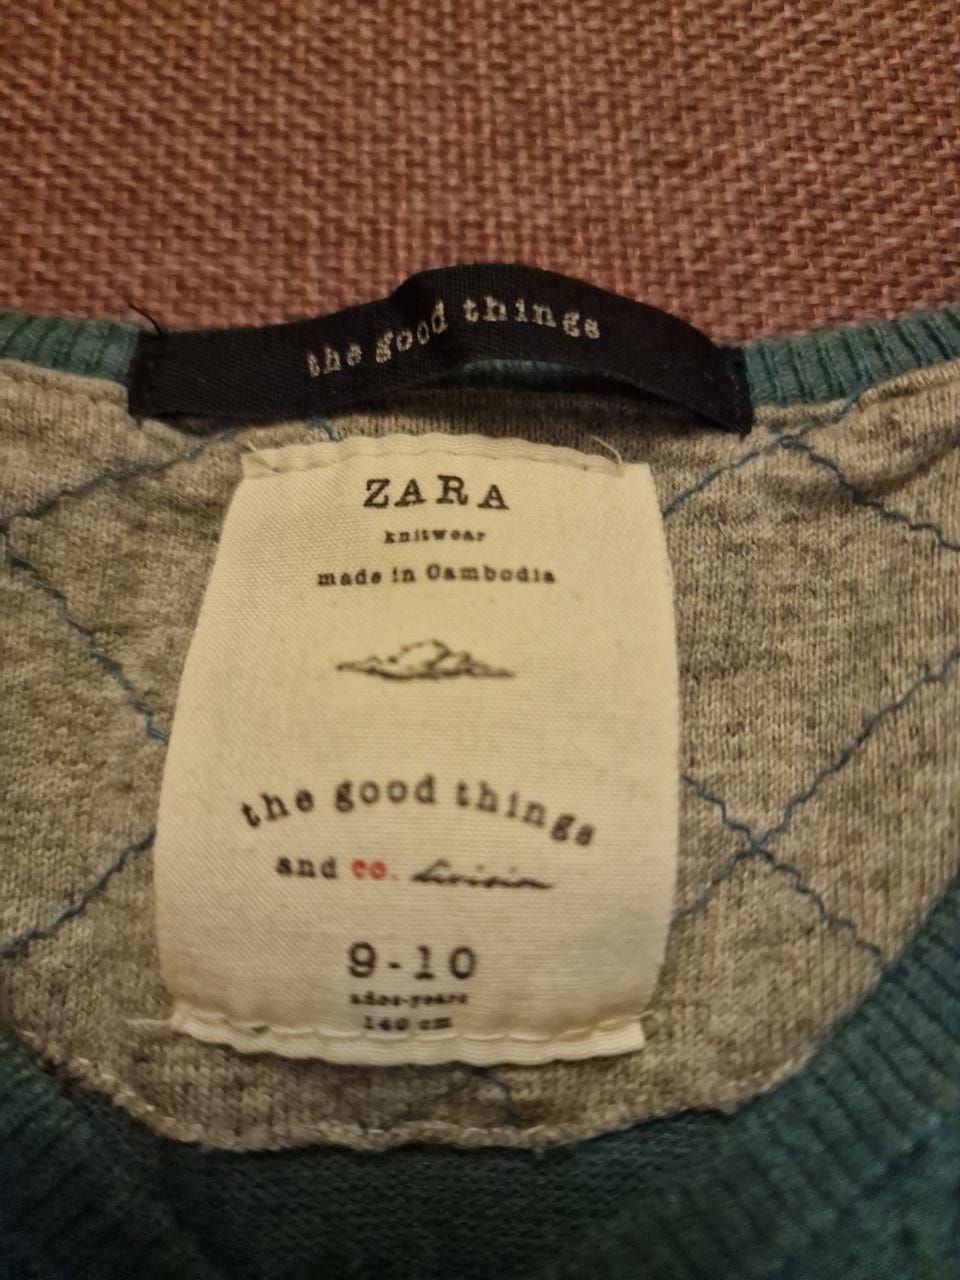 the good things
ZARA
knitwear
made in Cambodia
the good things
and co. division
9-10
años-years
140 cm